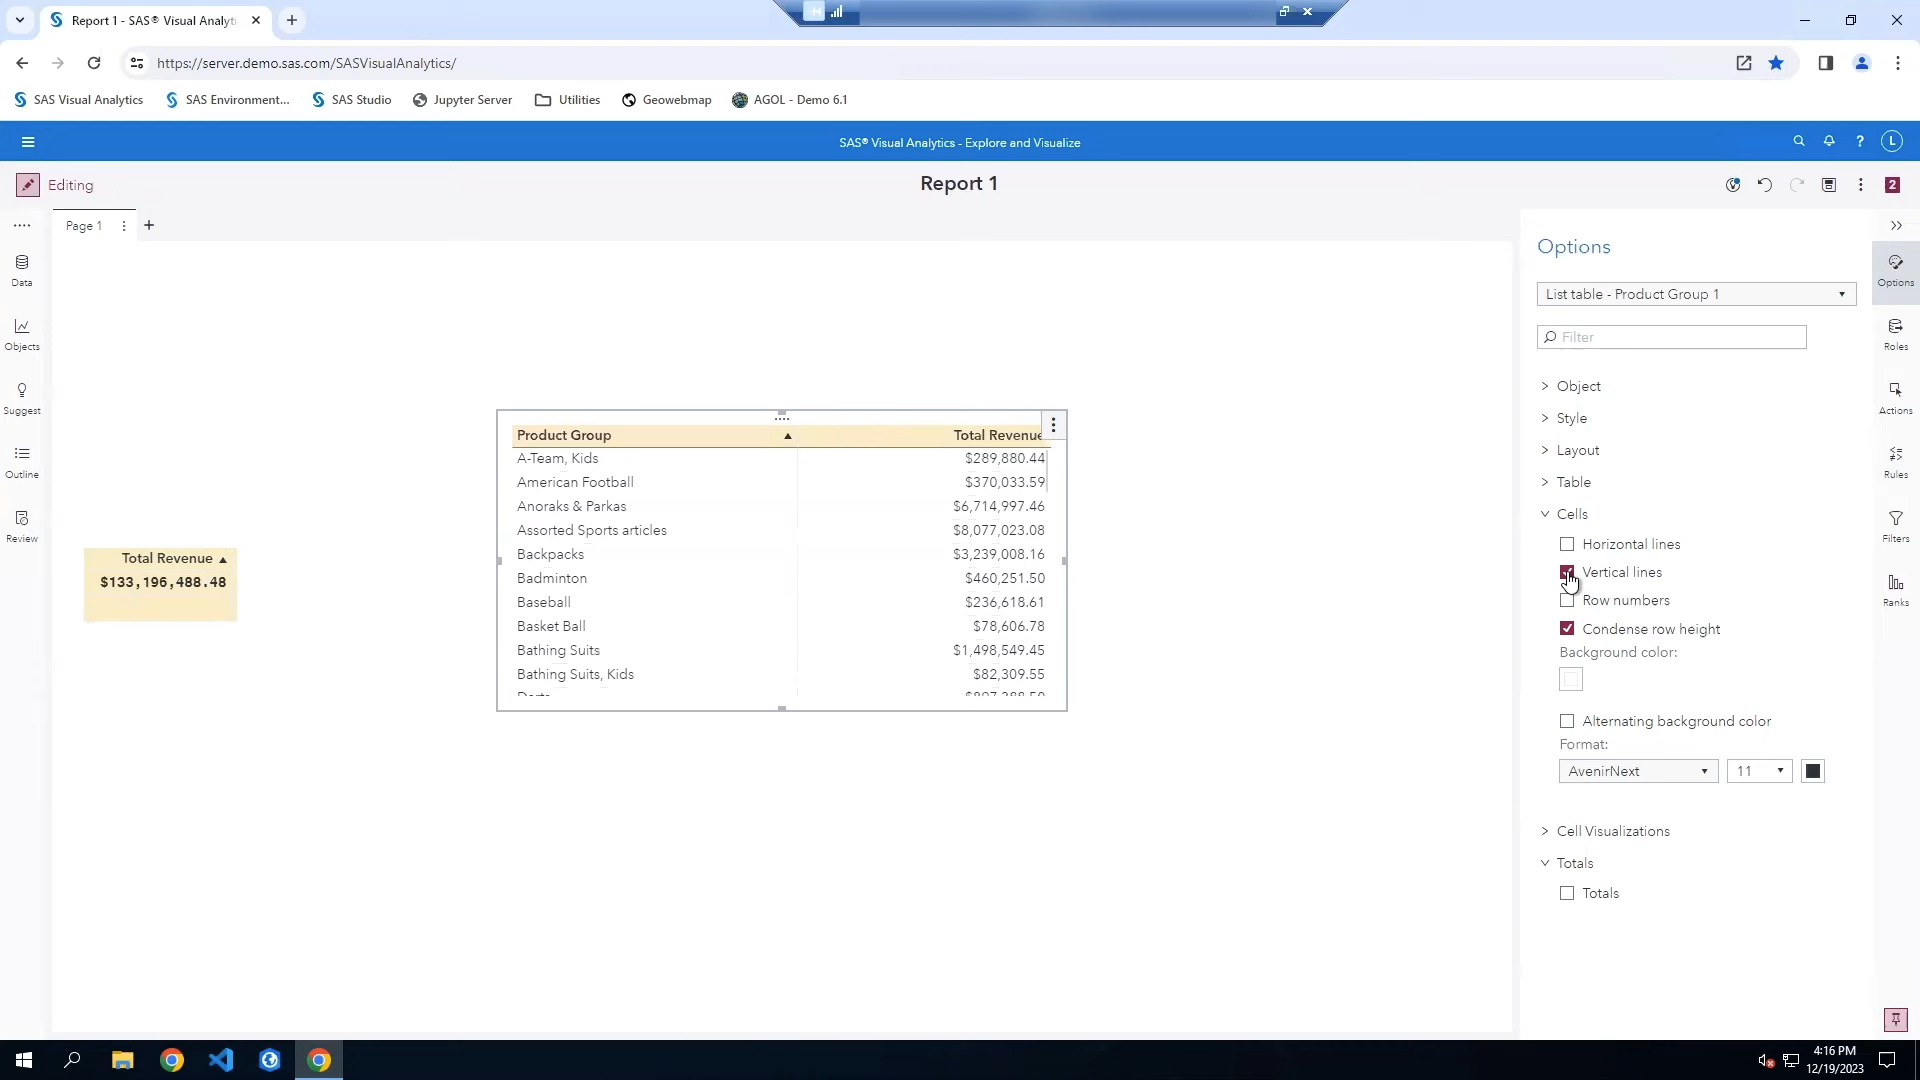 Report 1 - SAS® Visual Analyti
https://server.demo.sas.com/SASVisualAnalytics/
SAS Visual Analytics
SAS Environment...
SAS Studio
Jupyter Server
Utilities
Geowebmap
AGOL - Demo 6.1
SAS® Visual Analytics - Explore and Visualize
?
L
Editing
Report 1
2
Page 1
Data
Objects
Suggest
Outline
Review
Total Revenue
$133,196,488.48
Product Group Total Revenue
A-Team, Kids $289,880.44
American Football $370,033.59
Anoraks & Parkas $6,714,997.46
Assorted Sports articles $8,077,023.08
Backpacks $3,239,008.16
Badminton $460,251.50
Baseball $236,618.61
Basket Ball $78,606.78
Bathing Suits $1,498,549.45
Bathing Suits, Kids $82,309.55
Options
List table - Product Group 1
Filter
Object
Style
Layout
Table
Cells
Horizontal lines
Vertical lines
Row numbers
Condense row height
Background color:
Alternating background color
Format:
AvenirNext 11
Cell Visualizations
Totals
Totals
Options
Roles
Actions
Rules
Filters
Ranks
4:16 PM
12/19/2023